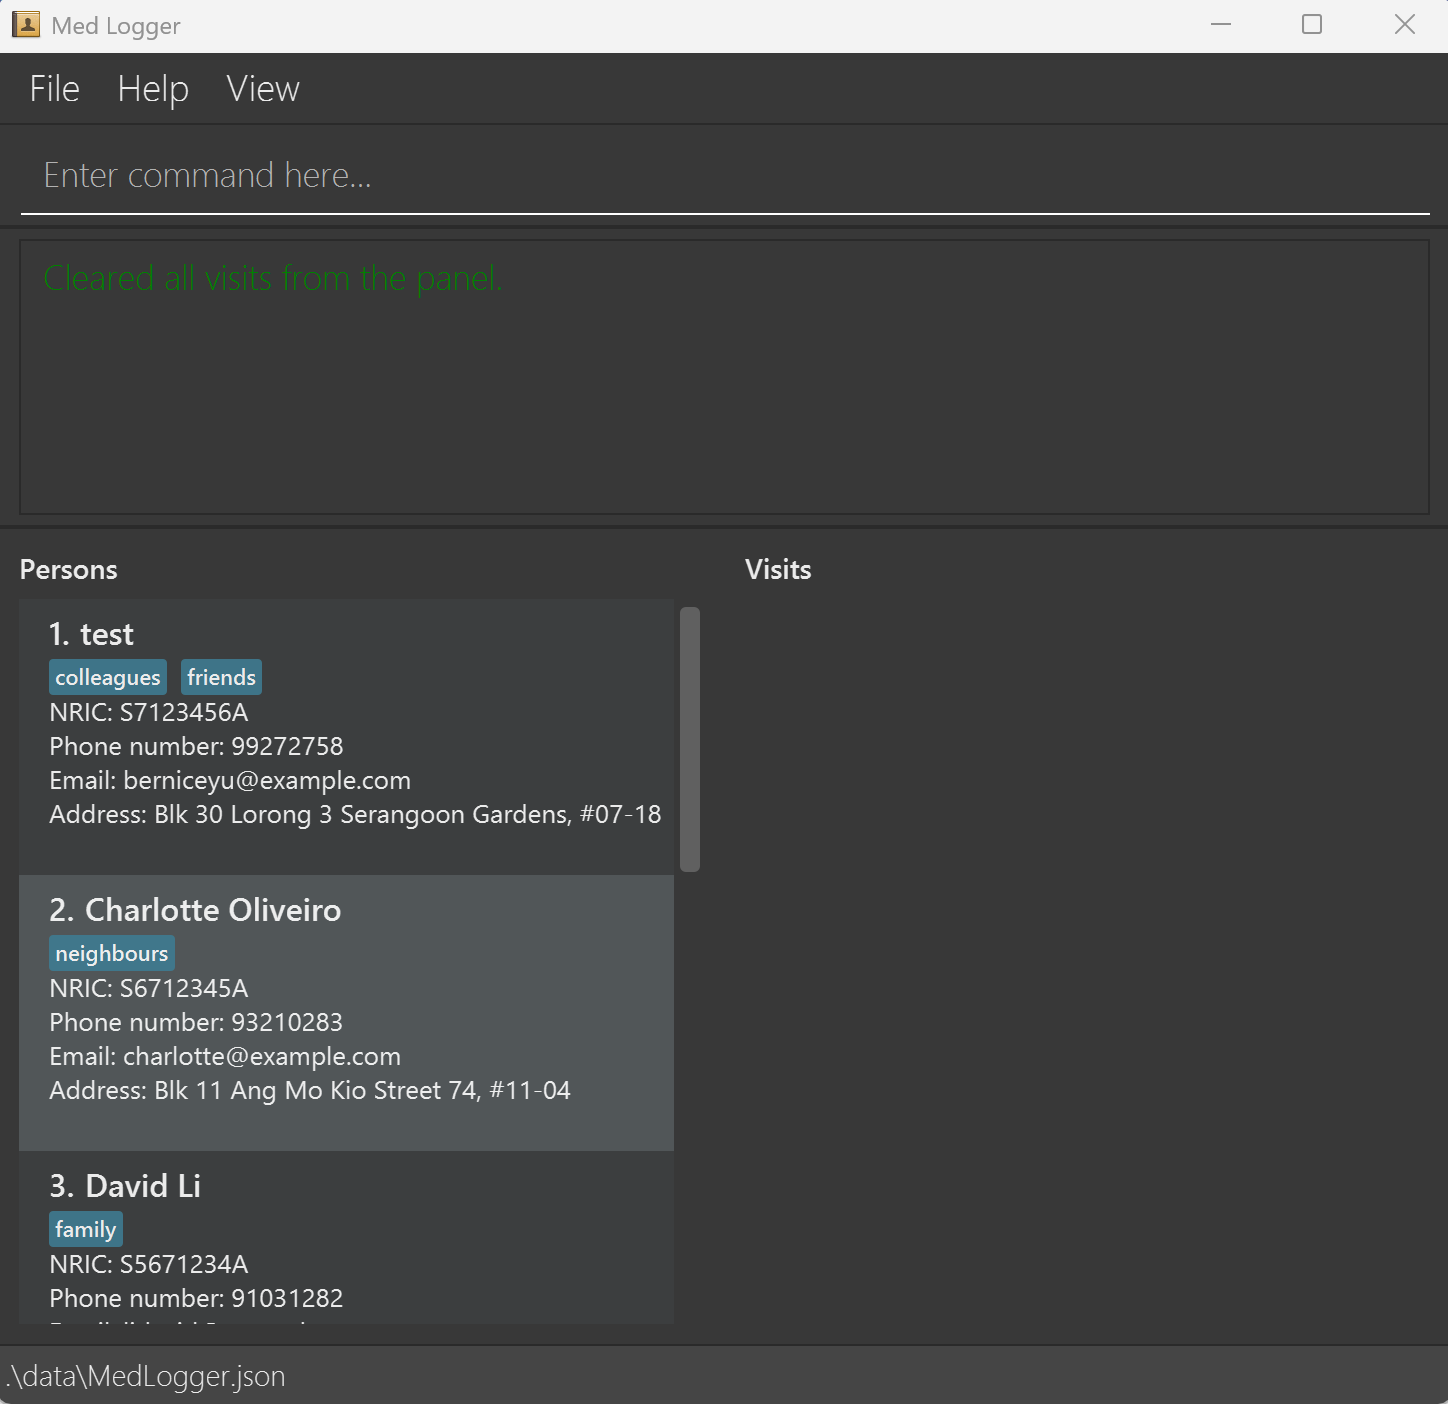 Med Logger
File Help View
Enter command here...
Cleared all visits from the panel.
Persons
1. test
colleagues friends
NRIC: S7123456A
Phone number: 99272758
Email: berniceyu@example.com
Address: Blk 30 Lorong 3 Serangoon Gardens, #07-18
2. Charlotte Oliveiro
neighbours
NRIC: S6712345A
Phone number: 93210283
Email: charlotte@example.com
Address: Blk 11 Ang Mo Kio Street 74, #11-04
3. David Li
family
NRIC: S5671234A
Phone number: 91031282
Visits
.\data\MedLogger.json